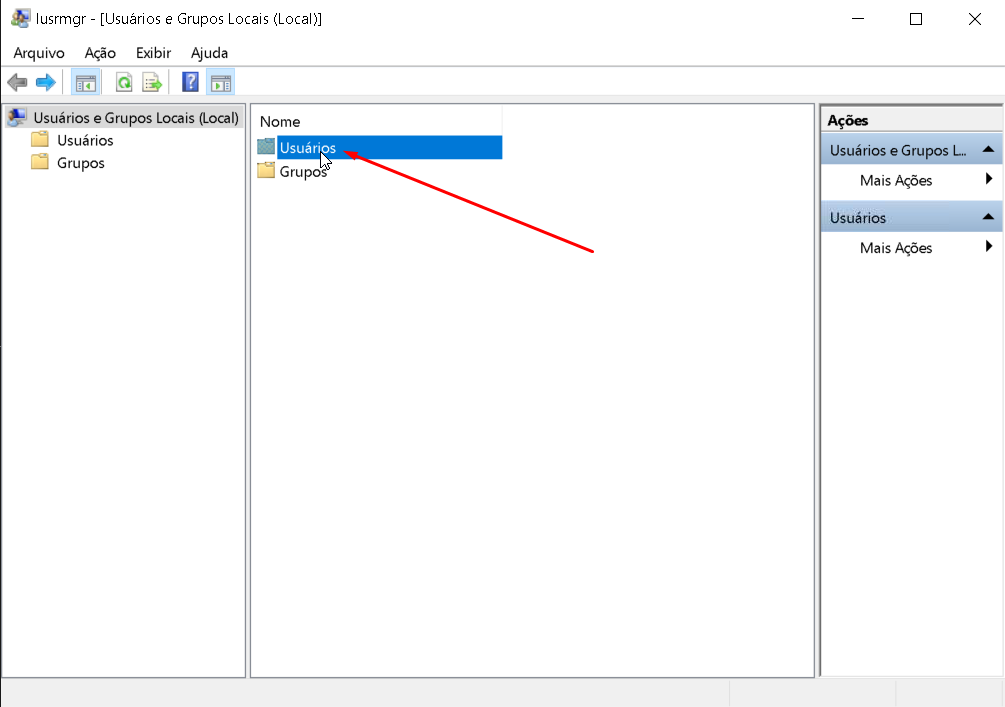 lusrmgr - [Usuários e Grupos Locais (Local)]
Arquivo Ação Exibir Ajuda
Usuários e Grupos Locais (Local)
Usuários
Grupos
Nome
Usuários
Grupos
Ações
Usuários e Grupos L...
Mais Ações
Usuários
Mais Ações